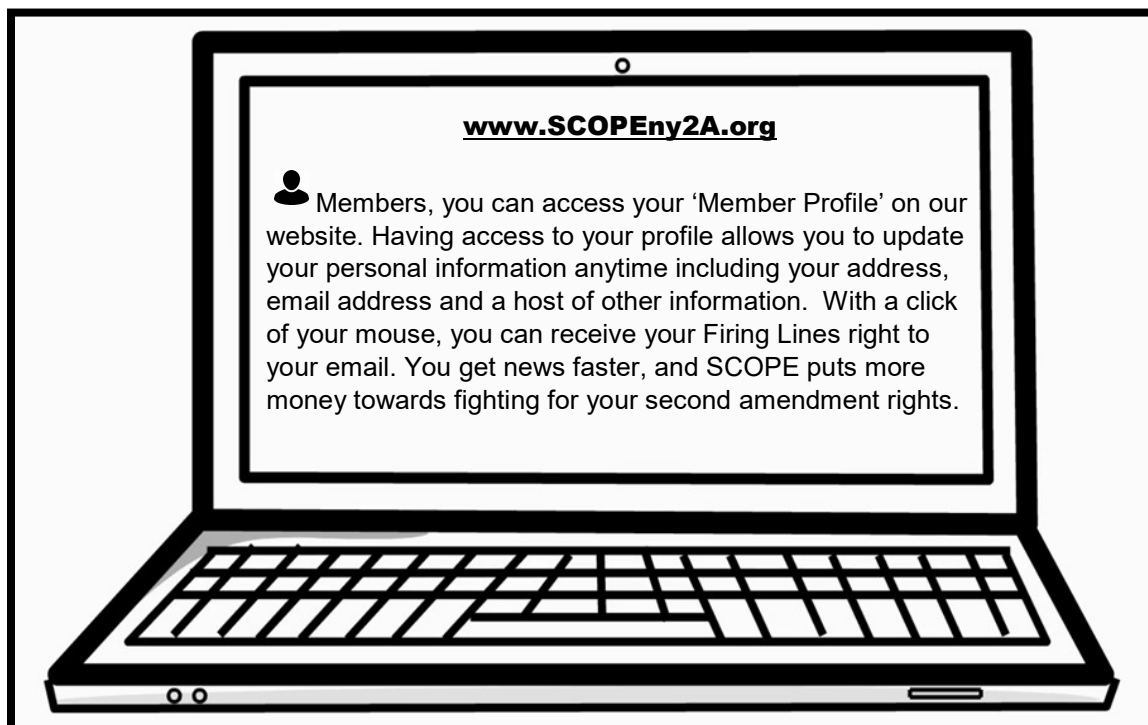 www.SCOPEny2A.org
Members, you can access your ‘Member Profile’ on our
website. Having access to your profile allows you to update
your personal information anytime including your address,
email address and a host of other information.  With a click
of your mouse, you can receive your Firing Lines right to
your email. You get news faster, and SCOPE puts more
money towards fighting for your second amendment rights.